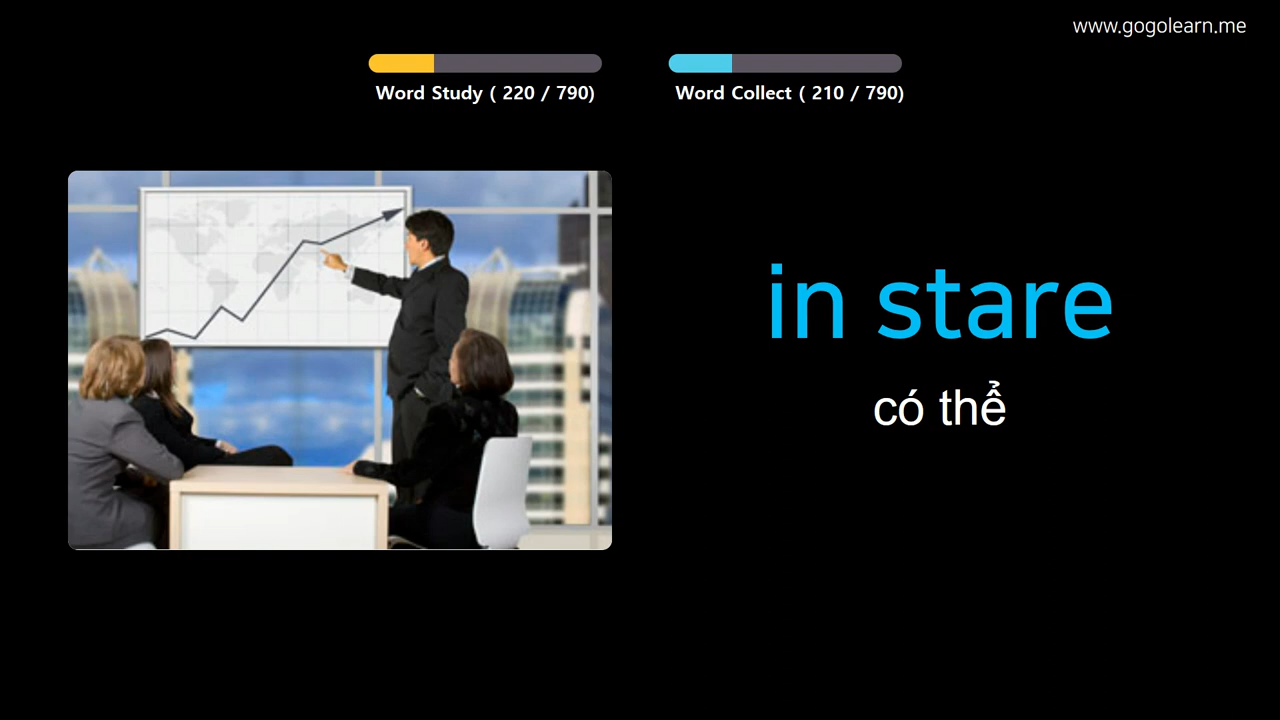 www.gogolearn.me
Word Study ( 220 / 790)
Word Collect ( 210 / 790)
in stare
có thể